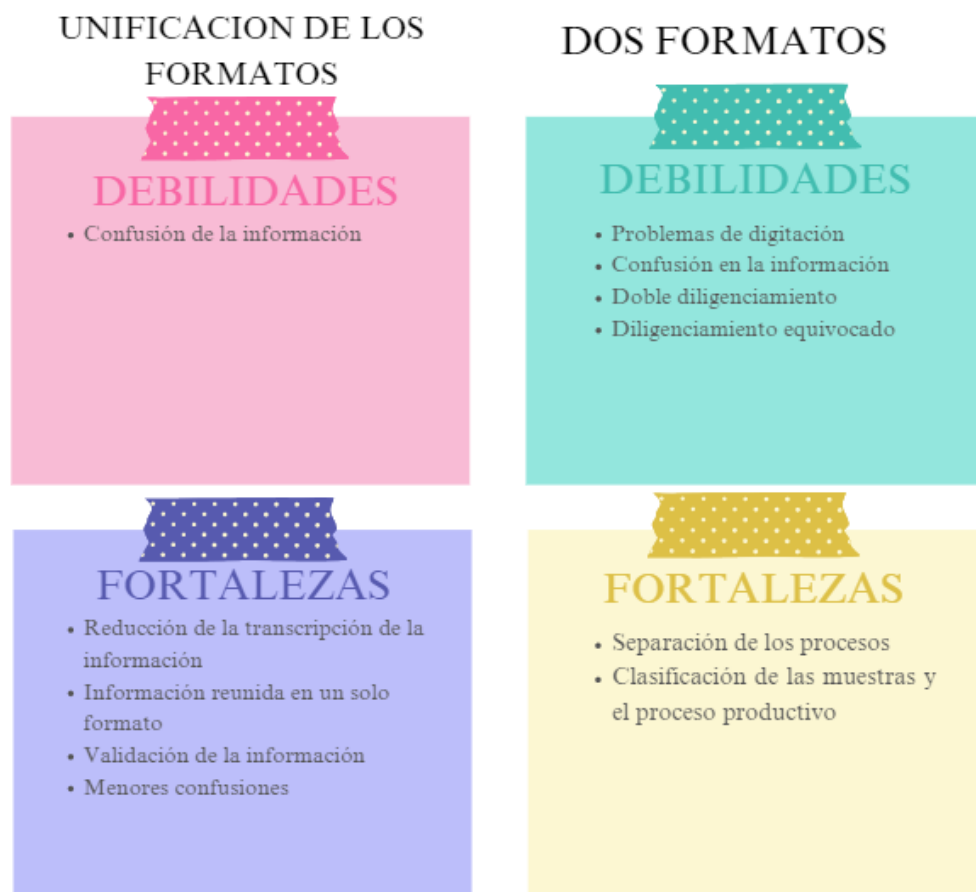 UNIFICACION DE LOS
FORMATOS
DEBILIDADES
• Confusión de la información
FORTALEZAS
• Reducción de la transcripción de la
información
• Información reunida en un solo
formato
• Validación de la información
• Menores confusiones
DOS FORMATOS
DEBILIDADES
• Problemas de digitación
• Confusión en la información
• Doble diligenciamiento
• Diligenciamiento equivocado
FORTALEZAS
• Separación de los procesos
• Clasificación de las muestras y
el proceso productivo